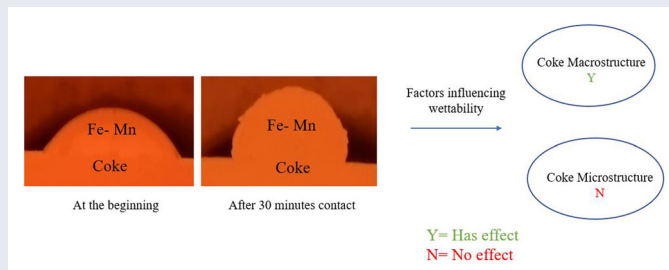 Fe- Mn
Coke
At the beginning
Fe- Mn
Coke
After 30 minutes contact
Factors influencing
wettability
Coke Macrostructure
Y
Coke Microstructure
N
Y= Has effect
N= No effect